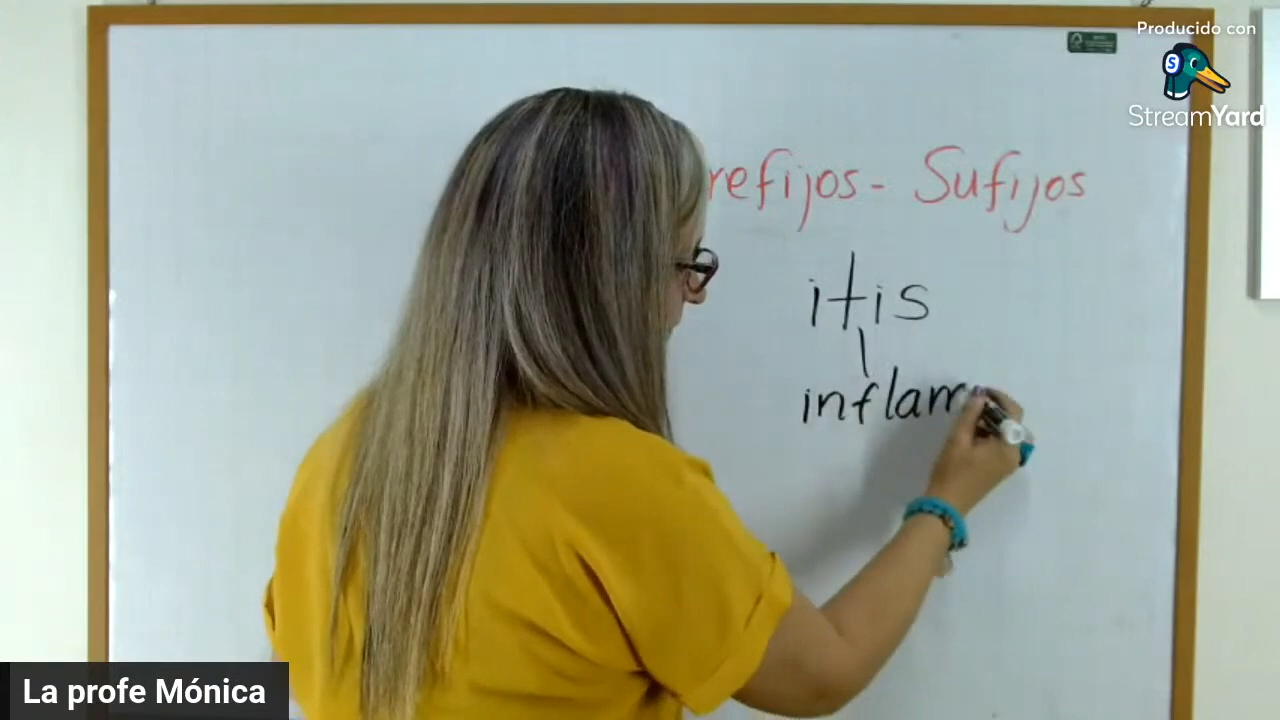 Producido con
StreamYard
refijos - Sufijos
itis
inflam
La profe Mónica